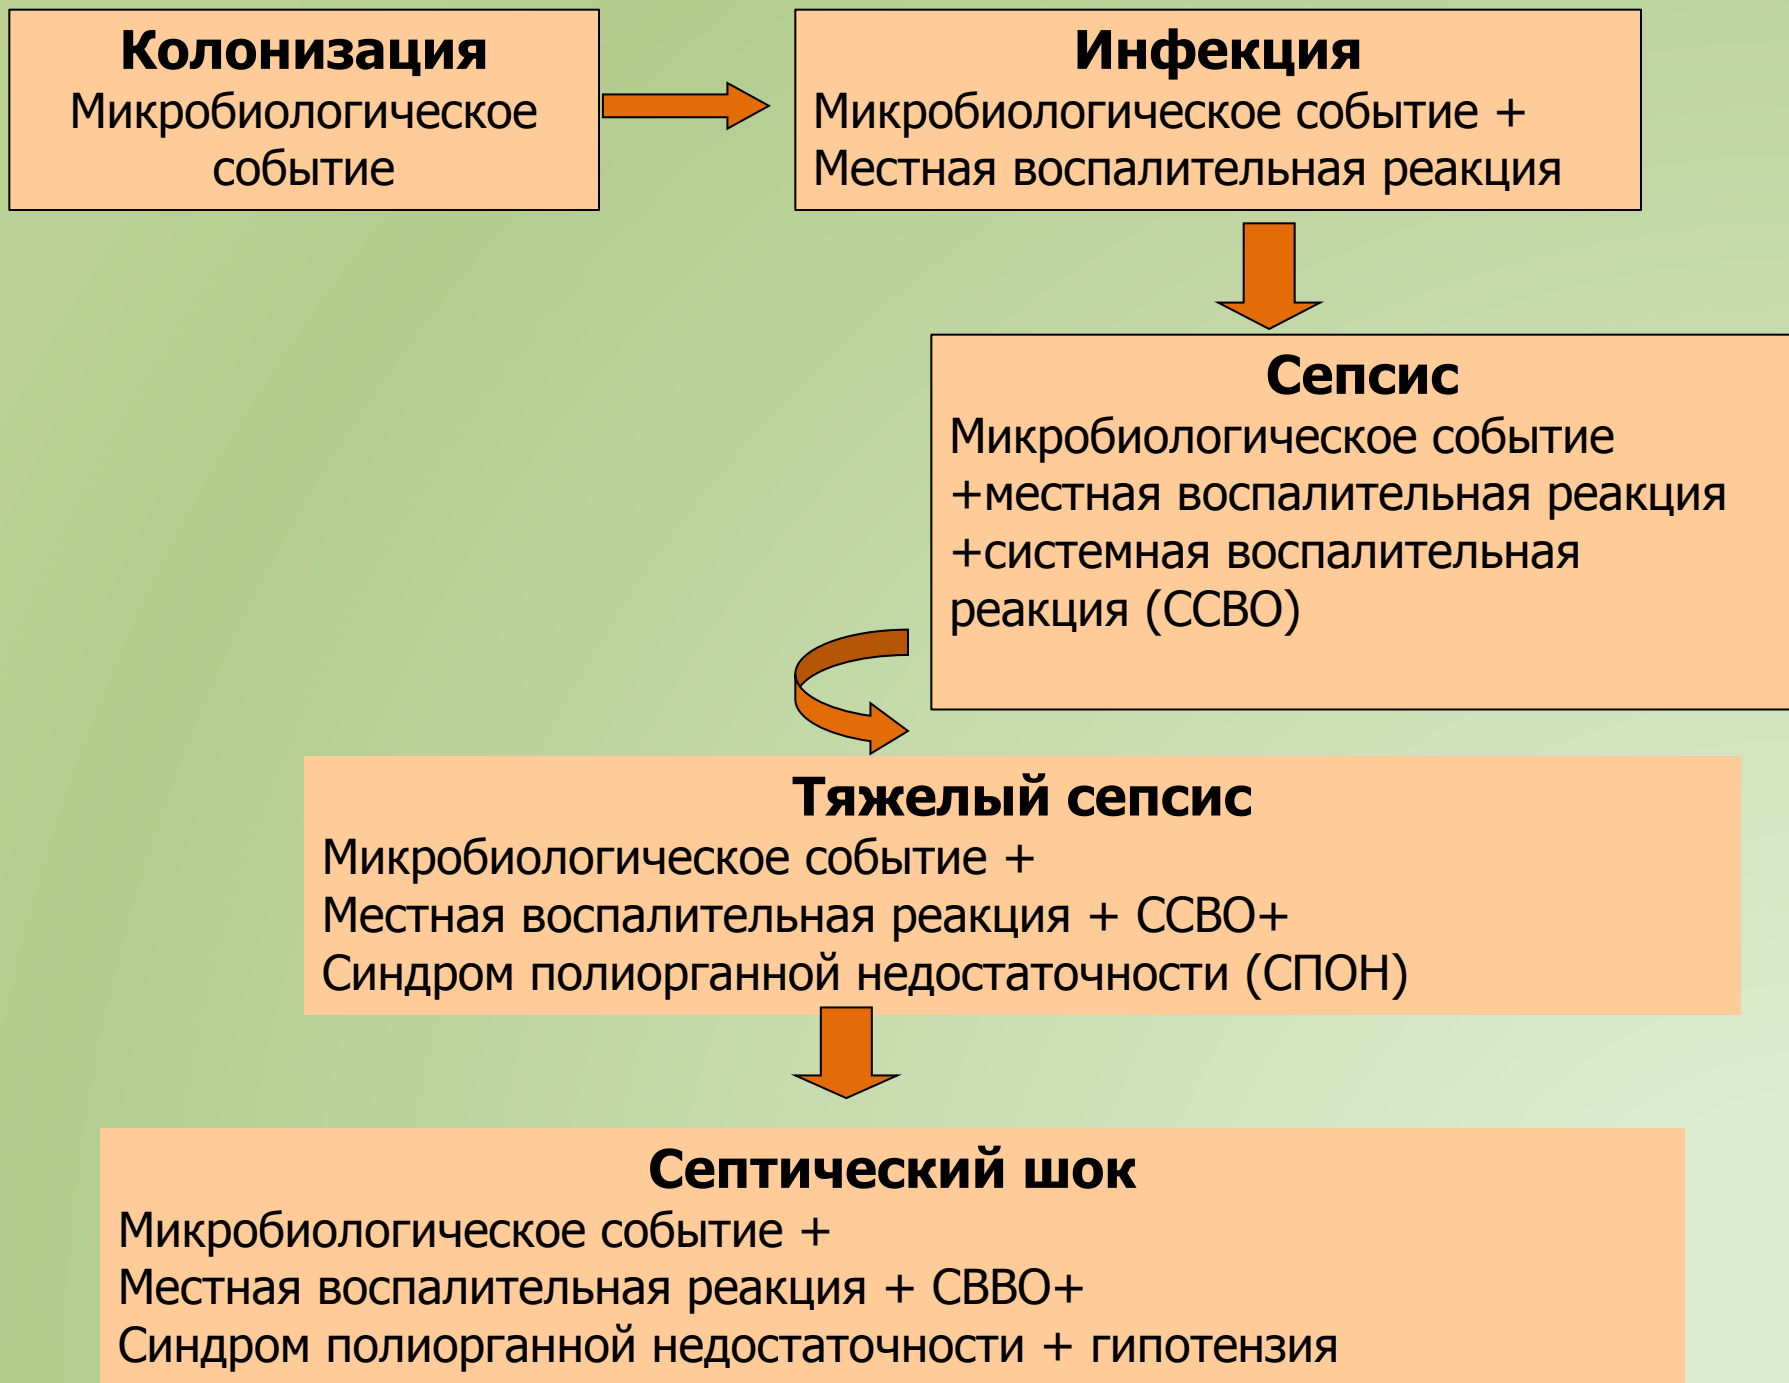 Колонизация
Микробиологическое
событие
Инфекция
Микробиологическое событие +
Местная воспалительная реакция
Сепсис
Микробиологическое событие
+местная воспалительная реакция
+системная воспалительная
реакция (ССВО)
Тяжелый сепсис
Микробиологическое событие +
Местная воспалительная реакция + ССВО+
Синдром полиорганной недостаточности (СПОН)
Септический шок
Микробиологическое событие +
Местная воспалительная реакция + СВВО+
Синдром полиорганной недостаточности + гипотензия